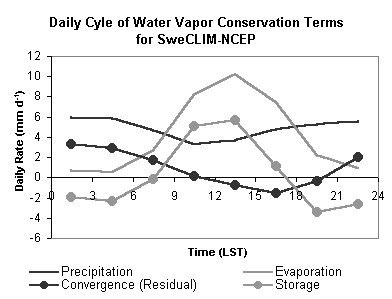 Daily Cyle of Water Vapor Conservation Terms
for SweCLIM-NCEP
12
10
8
6
4
2
0
-2
-4
-6
Daily Rate (mm d⁻¹)
0 3 6 9 12 15 18 21 24
Time (LST)
Precipitation Evaporation
Convergence (Residual) Storage